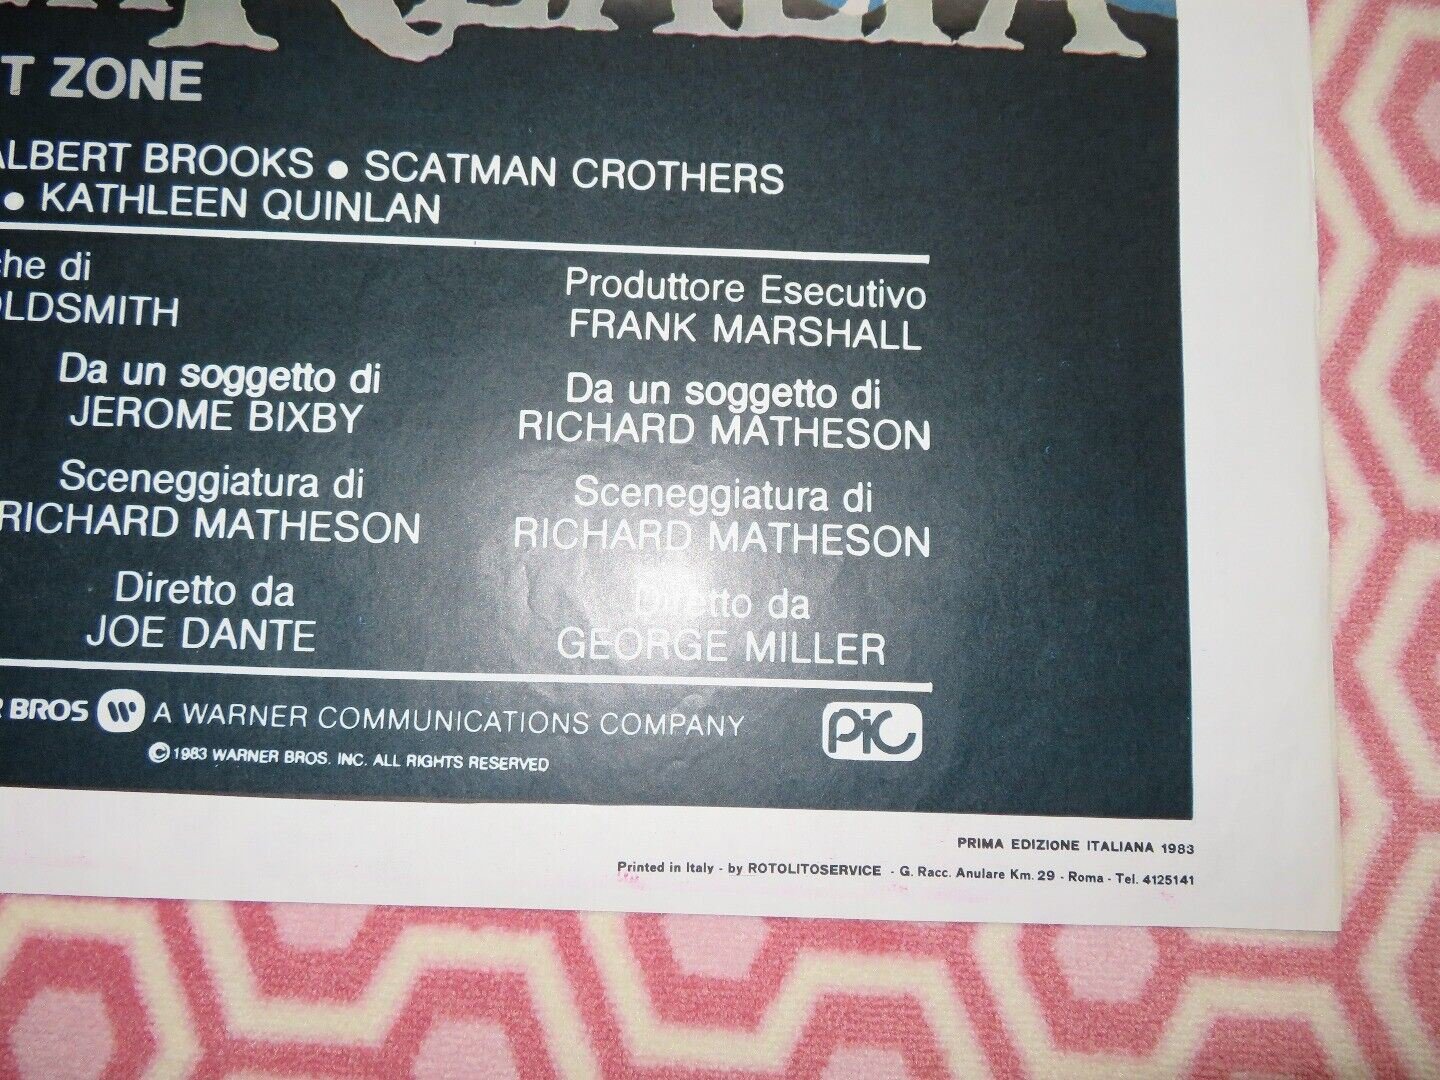 T ZONE
ALBERT BROOKS ● SCATMAN CROTHERS
● KATHLEEN QUINLAN
che di
OLDSMITH
Produttore Esecutivo
FRANK MARSHALL
Da un soggetto di
JEROME BIXBY
Da un soggetto di
RICHARD MATHESON
Sceneggiatura di
RICHARD MATHESON
Sceneggiatura di
RICHARD MATHESON
Diretto da
JOE DANTE
Diretto da
GEORGE MILLER
R BROS A WARNER COMMUNICATIONS COMPANY
PIC
© 1983 WARNER BROS. INC. ALL RIGHTS RESERVED
PRIMA EDIZIONE ITALIANA 1983
Printed in Italy - by ROTOLITOSERVICE - G. Racc. Anulare Km. 29 - Roma - Tel. 4125141